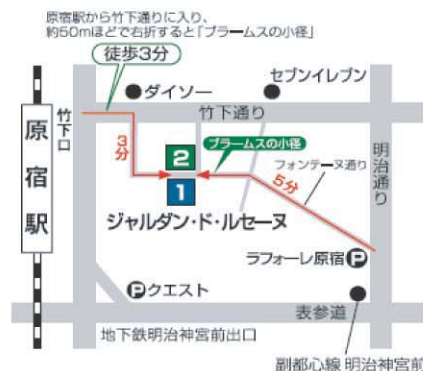 原宿駅から竹下通りに入り、
約50mほどで右折すると「ブラームスの小径」
徒歩3分
ダイソー
セブンイレブン
竹下口
竹下通り
原宿駅
3分
2
ブラームスの小径
明治通り
フォンテーヌ通り
1
5分
ジャルダン・ド・ルセーヌ
ラフォーレ原宿 P
P クエスト
表参道
地下鉄明治神宮前出口
副都心線 明治神宮前